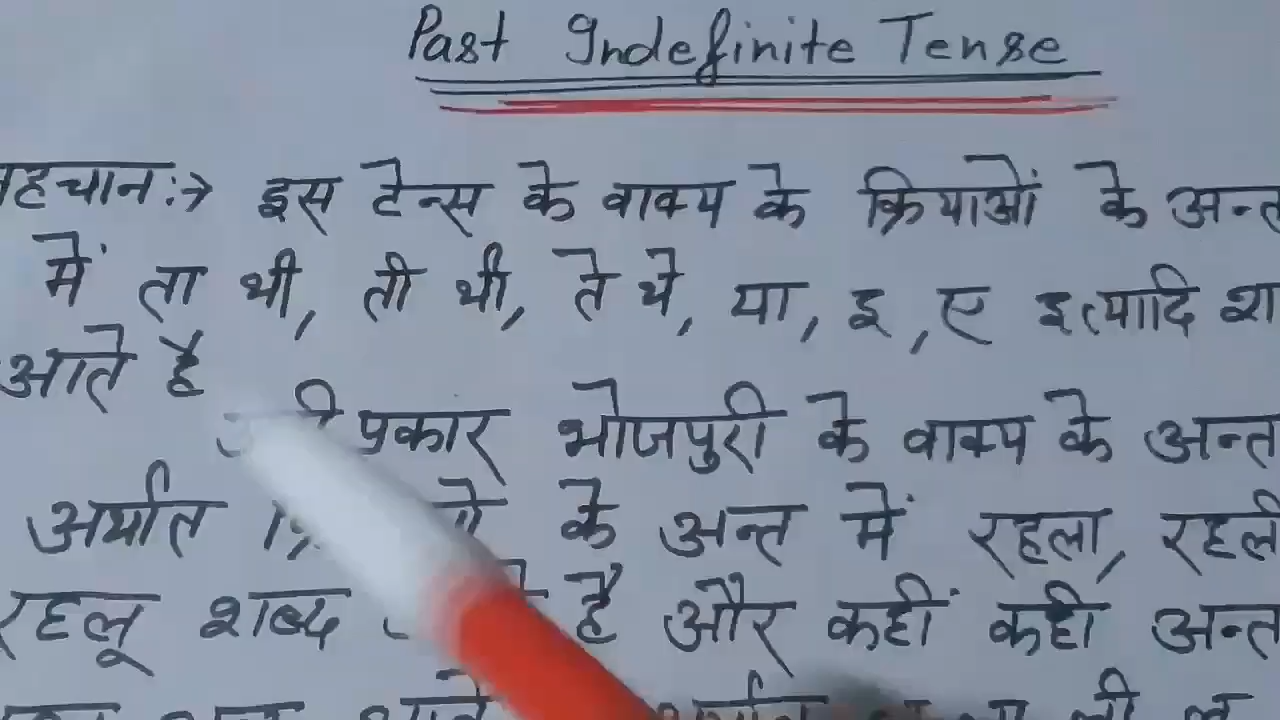 Past Indefinite Tense
पहचान:→ इस टेन्स के वाक्य के क्रियाओं के अन्त
में ता थी, ती थी, ते थे, या, इ, ए इत्यादि श
आते है
प्रकार भोजपुरी के वाक्य के अन्त
अर्थात के अन्त में रहला, रहली
रहलू शब्द है और कहीं कही अन्त